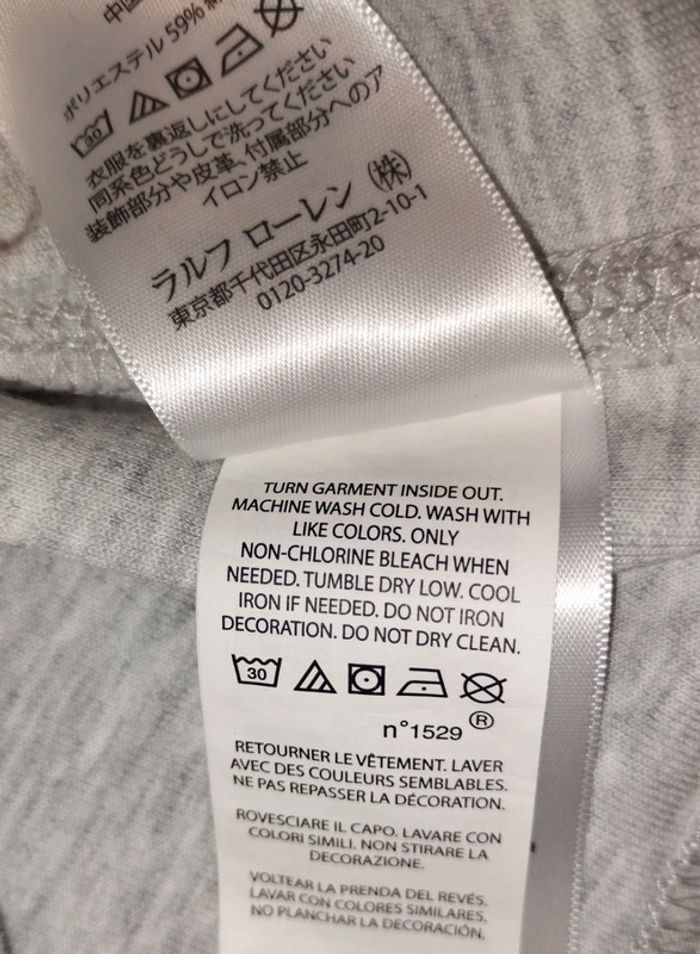 中国
ポリエステル 59%
30
衣服を裏返しにしてください
同系色どうしで洗ってください
装飾部分や皮革、付属部分へのア
イロン禁止
ラルフ ローレン (株)
東京都千代田区永田町2-10-1
0120-3274-20
TURN GARMENT INSIDE OUT.
MACHINE WASH COLD. WASH WITH
LIKE COLORS. ONLY
NON-CHLORINE BLEACH WHEN
NEEDED. TUMBLE DRY LOW. COOL
IRON IF NEEDED. DO NOT IRON
DECORATION. DO NOT DRY CLEAN.
30
n°1529 ®
RETOURNER LE VÊTEMENT. LAVER
AVEC DES COULEURS SEMBLABLES.
NE PAS REPASSER LA DÉCORATION.
ROVESCIARE IL CAPO. LAVARE CON
COLORI SIMILI. NON STIRARE LA
DECORAZIONE.
VOLTEAR LA PRENDA DEL REVÉS.
LAVAR CON COLORES SIMILARES.
NO PLANCHAR LA DECORACIÓN.